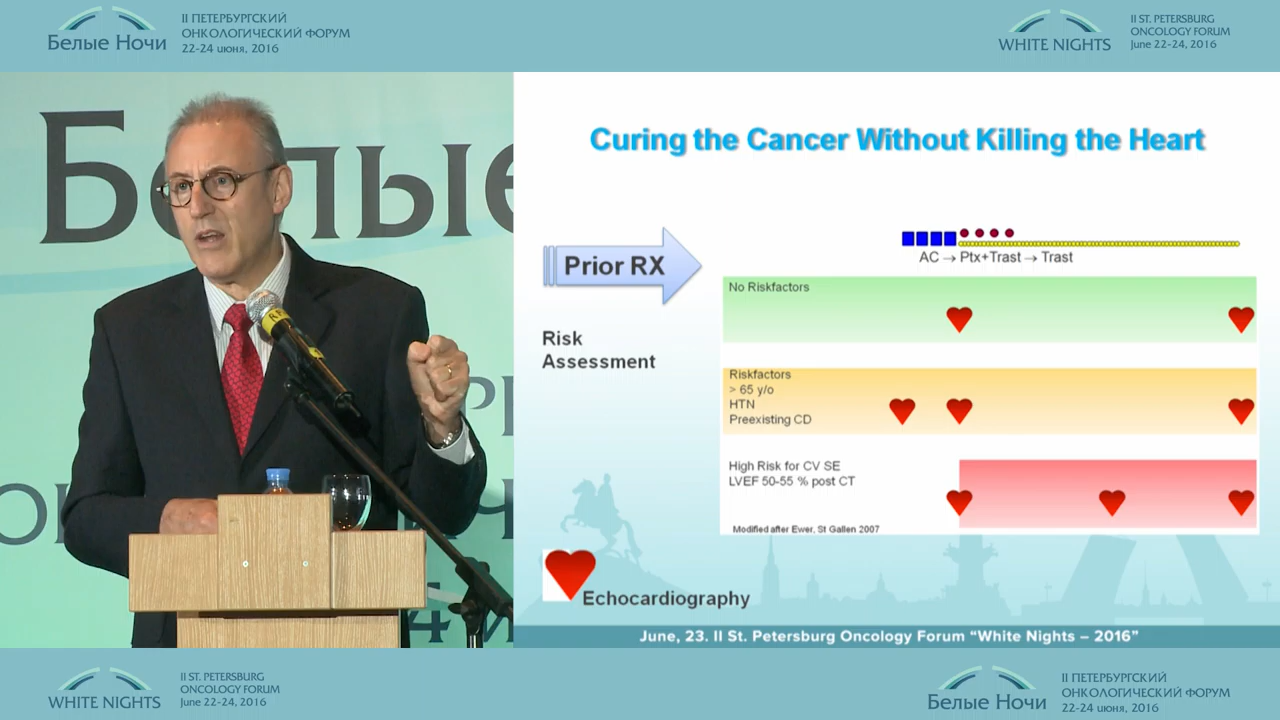 Белые Ночи
II ПЕТЕРБУРГСКИЙ
ОНКОЛОГИЧЕСКИЙ ФОРУМ
22-24 июня, 2016
WHITE NIGHTS
II ST. PETERSBURG
ONCOLOGY FORUM
June 22-24, 2016
Белые
Curing the Cancer Without Killing the Heart
Prior RX
AC → Ptx+Trast → Trast
Risk
Assessment
No Riskfactors
Riskfactors
> 65 y/o
HTN
Preexisting CD
High Risk for CV SE
LVEF 50-55 % post CT
Modified after Ewer, St Gallen 2007
Echocardiography
June, 23. II St. Petersburg Oncology Forum “White Nights – 2016”
WHITE NIGHTS
II ST. PETERSBURG
ONCOLOGY FORUM
June 22-24, 2016
Белые Ночи
II ПЕТЕРБУРГСКИЙ
ОНКОЛОГИЧЕСКИЙ ФОРУМ
22-24 июня, 2016